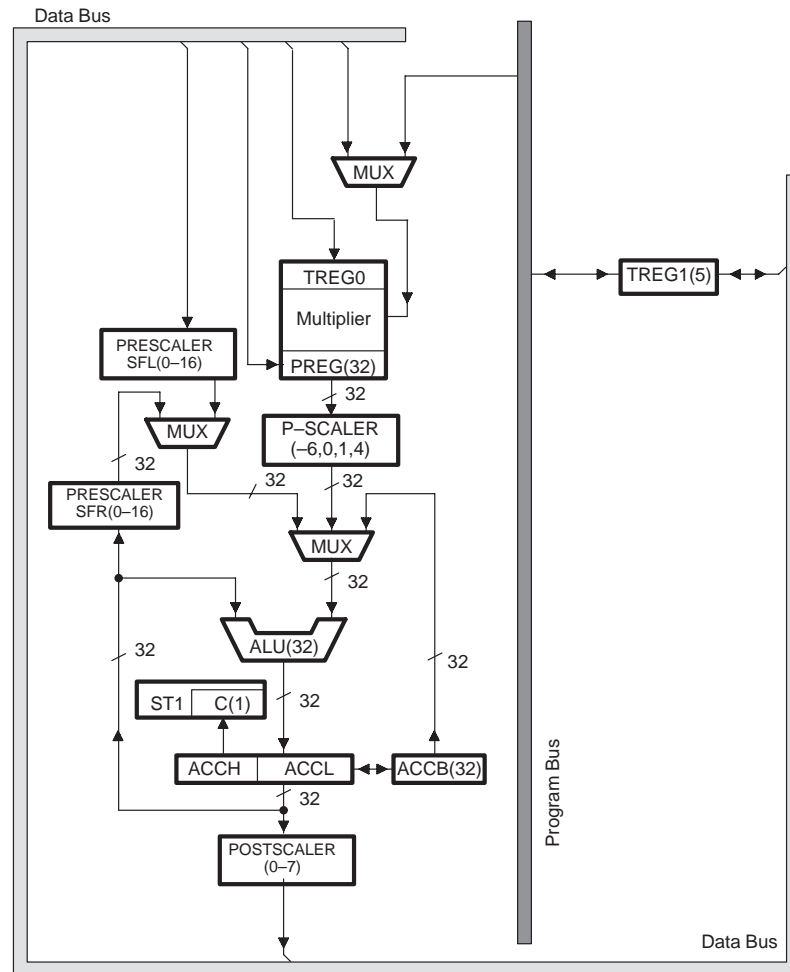 Data Bus
MUX
TREG0
TREG1(5)
Multiplier
PRESCALER
SFL(0–16)
PREG(32)
32
MUX
P–SCALER
(–6,0,1,4)
32
32
32
PRESCALER
SFR(0–16)
MUX
32
ALU(32)
32
32
ST1 C(1)
32
ACCH ACCL
ACCB(32)
32
POSTSCALER
(0–7)
Program Bus
Data Bus